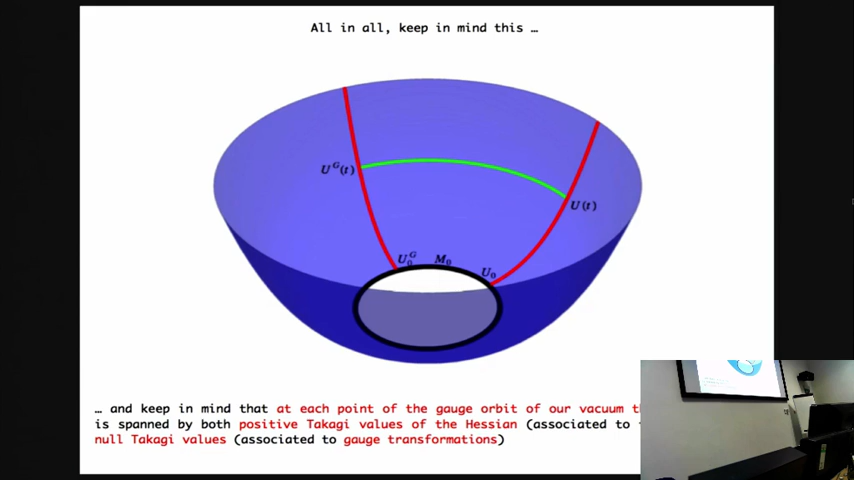 All in all, keep in mind this …
U^G(t)
U(t)
U_0^G M_0
U_0
… and keep in mind that at each point of the gauge orbit of our vacuum
is spanned by both positive Takagi values of the Hessian (associated to
null Takagi values (associated to gauge transformations)